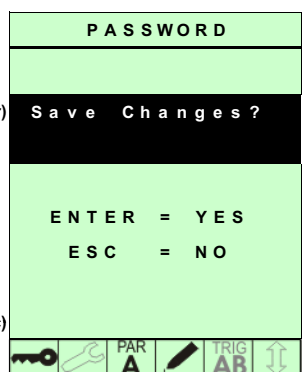 PASSWORD
) Save Changes?
ENTER = YES
ESC = NO
)
PAR A TRIG AB